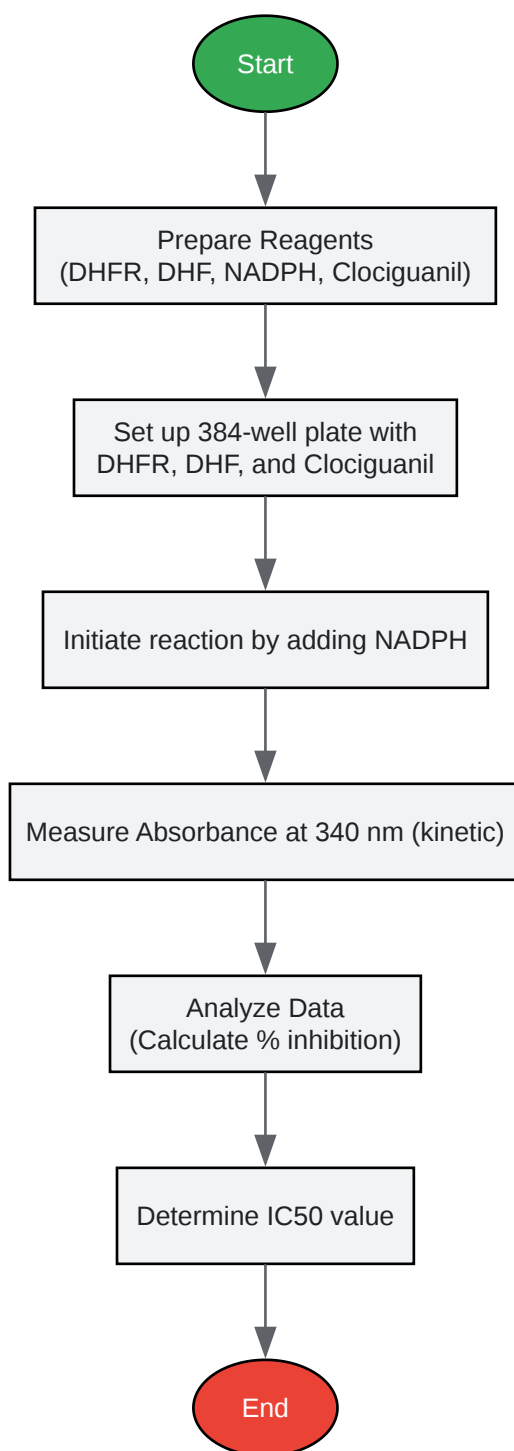 Start
Prepare Reagents
(DHFR, DHF, NADPH, Clociguanil)
Set up 384-well plate with
DHFR, DHF, and Clociguanil
Initiate reaction by adding NADPH
Measure Absorbance at 340 nm (kinetic)
Analyze Data
(Calculate % inhibition)
Determine IC50 value
End